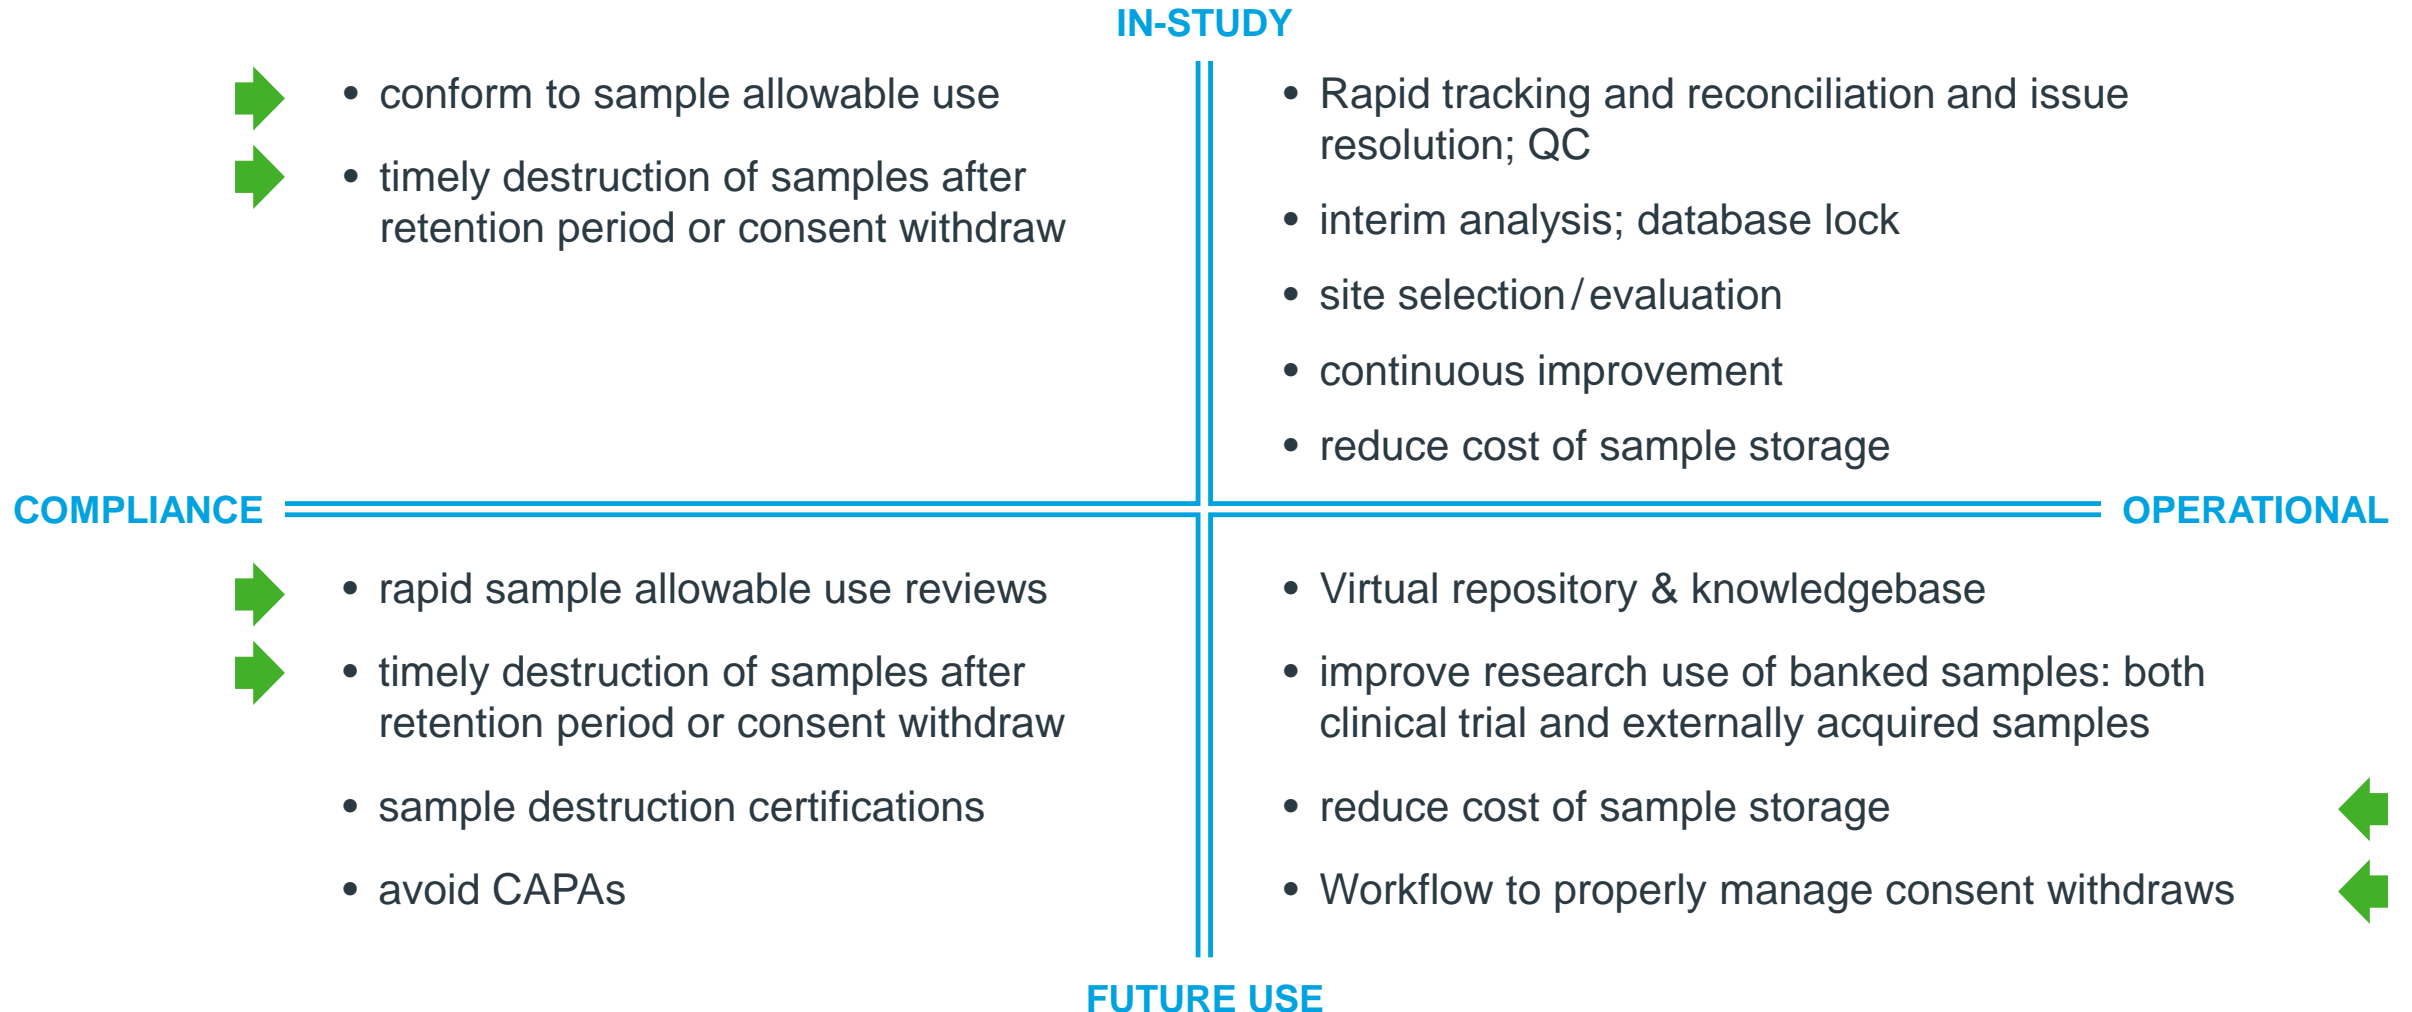 IN-STUDY
• conform to sample allowable use
• timely destruction of samples after
retention period or consent withdraw
• Rapid tracking and reconciliation and issue
resolution; QC
• interim analysis; database lock
• site selection/evaluation
• continuous improvement
• reduce cost of sample storage
COMPLIANCE
OPERATIONAL
• rapid sample allowable use reviews
• timely destruction of samples after
retention period or consent withdraw
• sample destruction certifications
• avoid CAPAs
• Virtual repository & knowledgebase
• improve research use of banked samples: both
clinical trial and externally acquired samples
• reduce cost of sample storage
• Workflow to properly manage consent withdraws
FUTURE USE